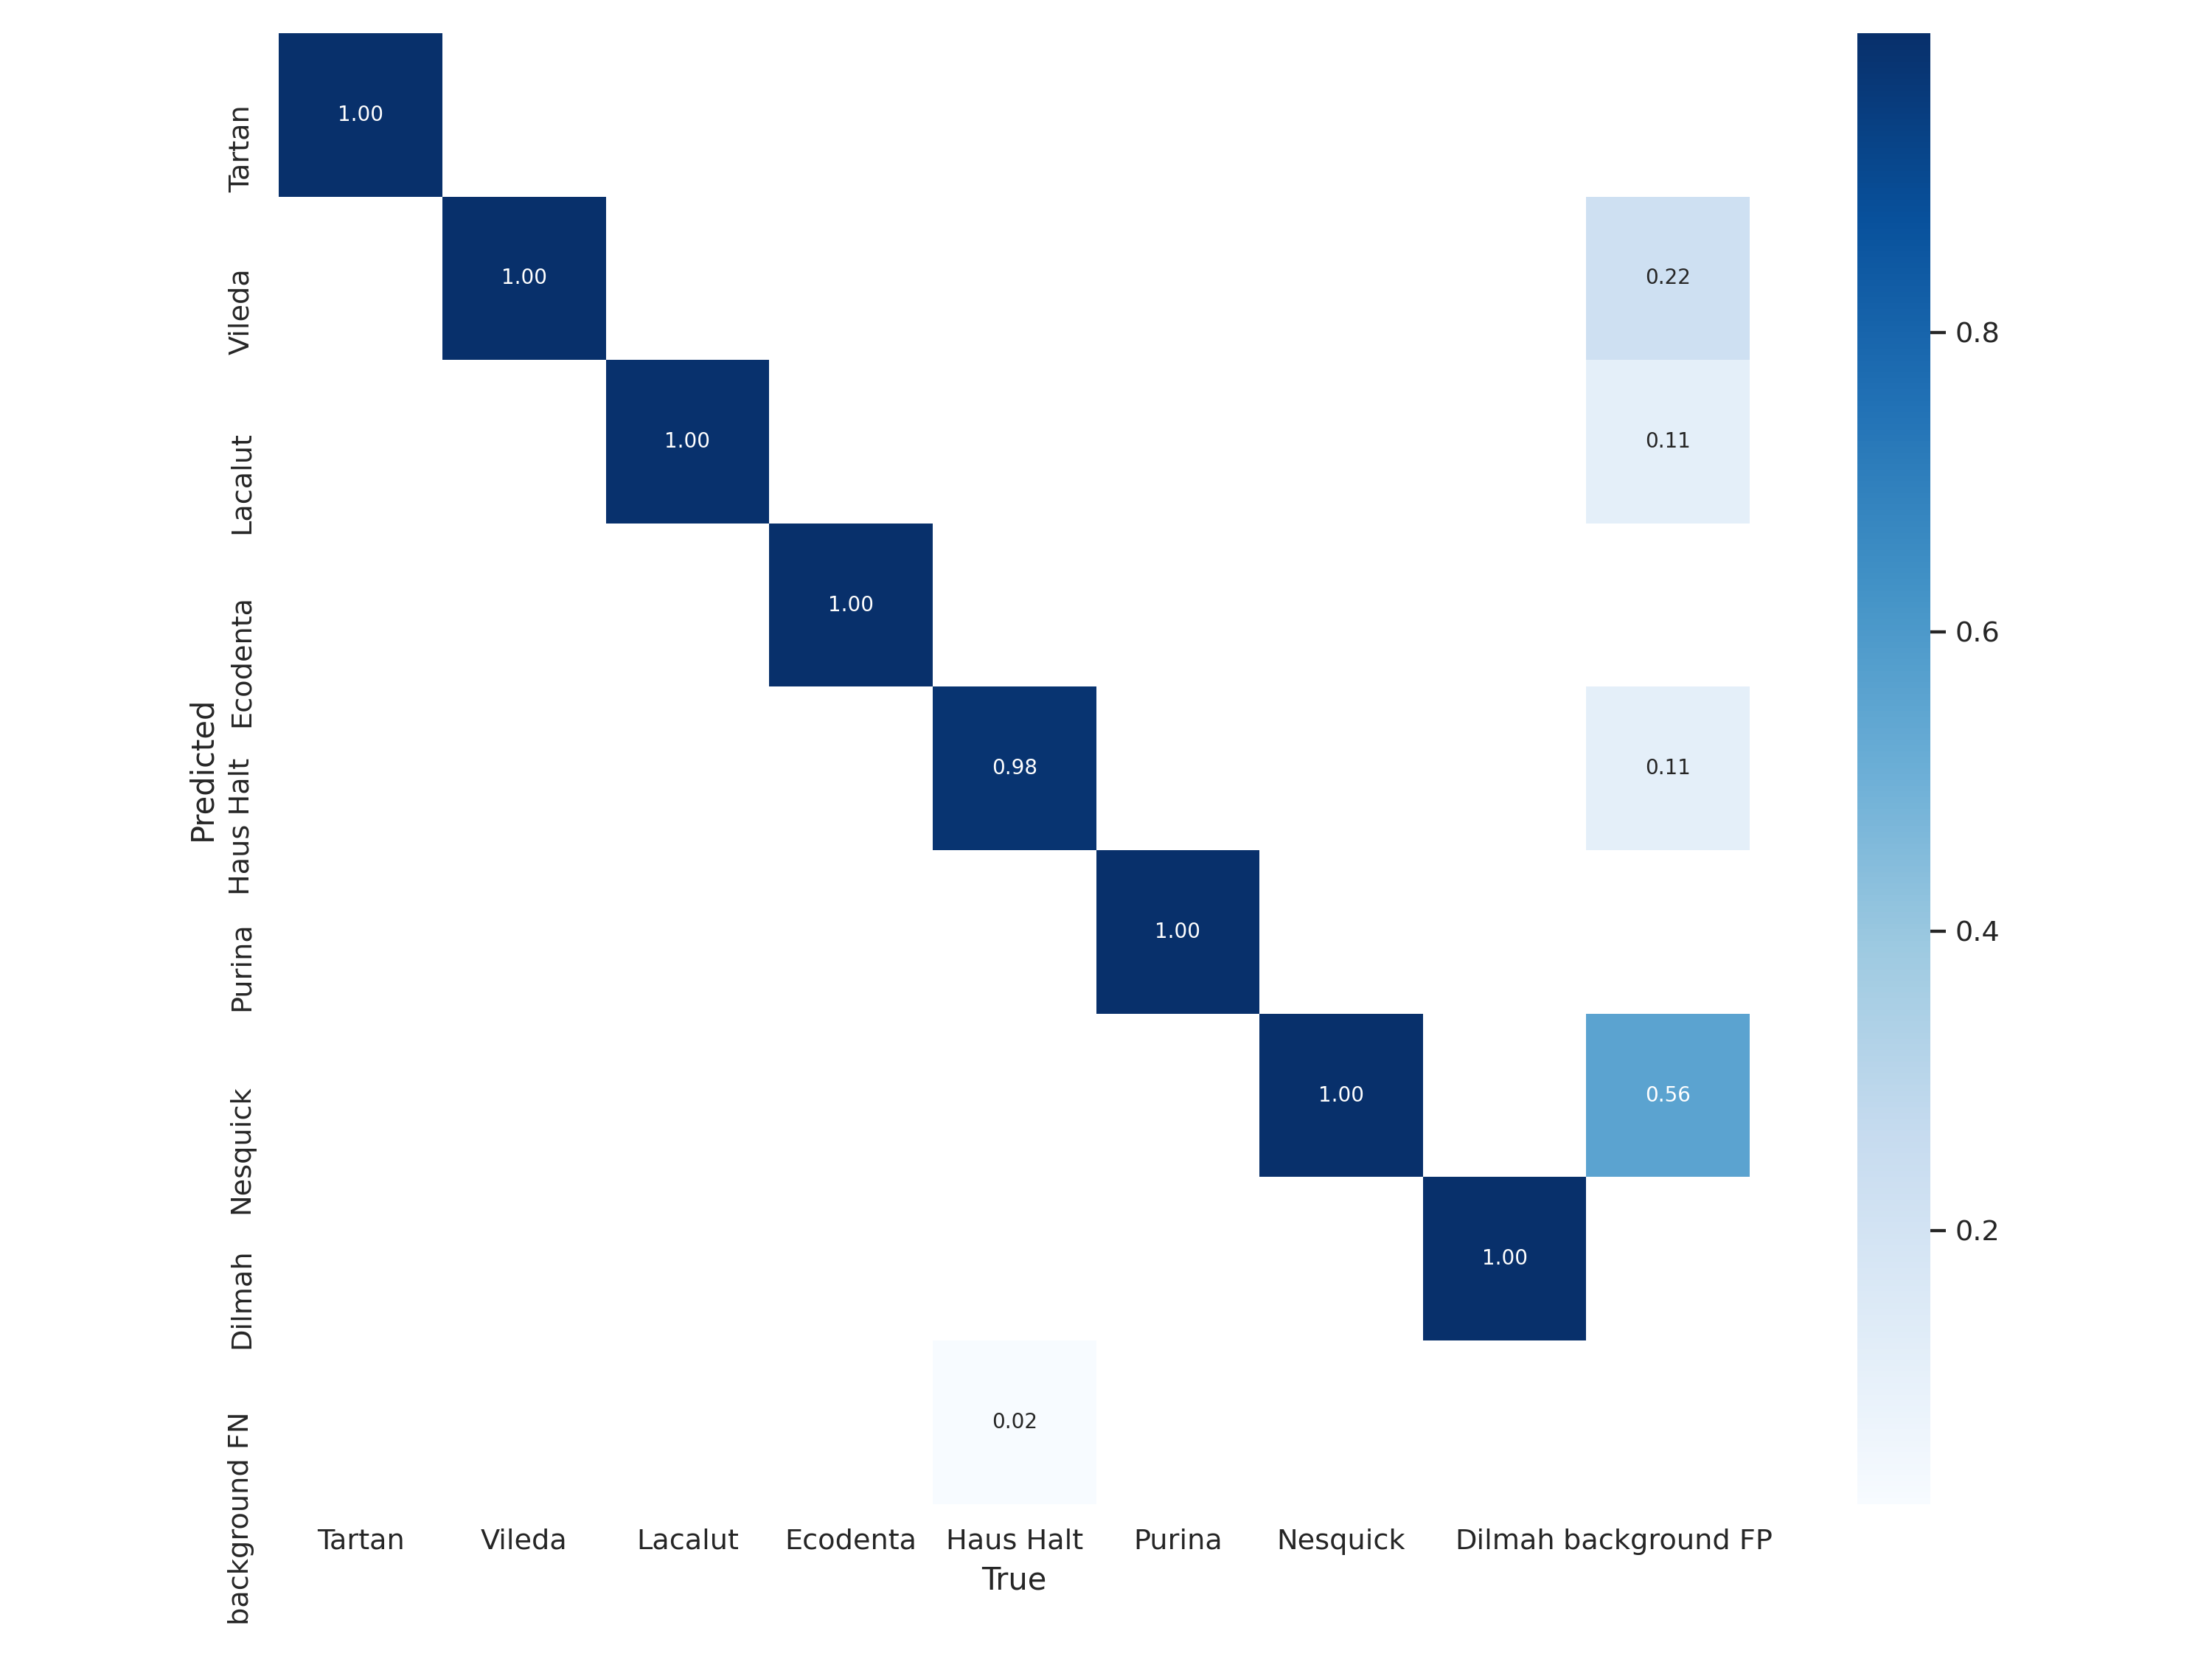 Predicted
Tartan
1.00
Vileda
1.00
0.22
Lacalut
1.00
0.11
Ecodenta
1.00
Haus Halt
0.98
0.11
Purina
1.00
Nesquick
1.00
0.56
Dilmah
1.00
background FN
0.02
Tartan Vileda Lacalut Ecodenta Haus Halt Purina Nesquick Dilmah background FP
True
0.8
0.6
0.4
0.2